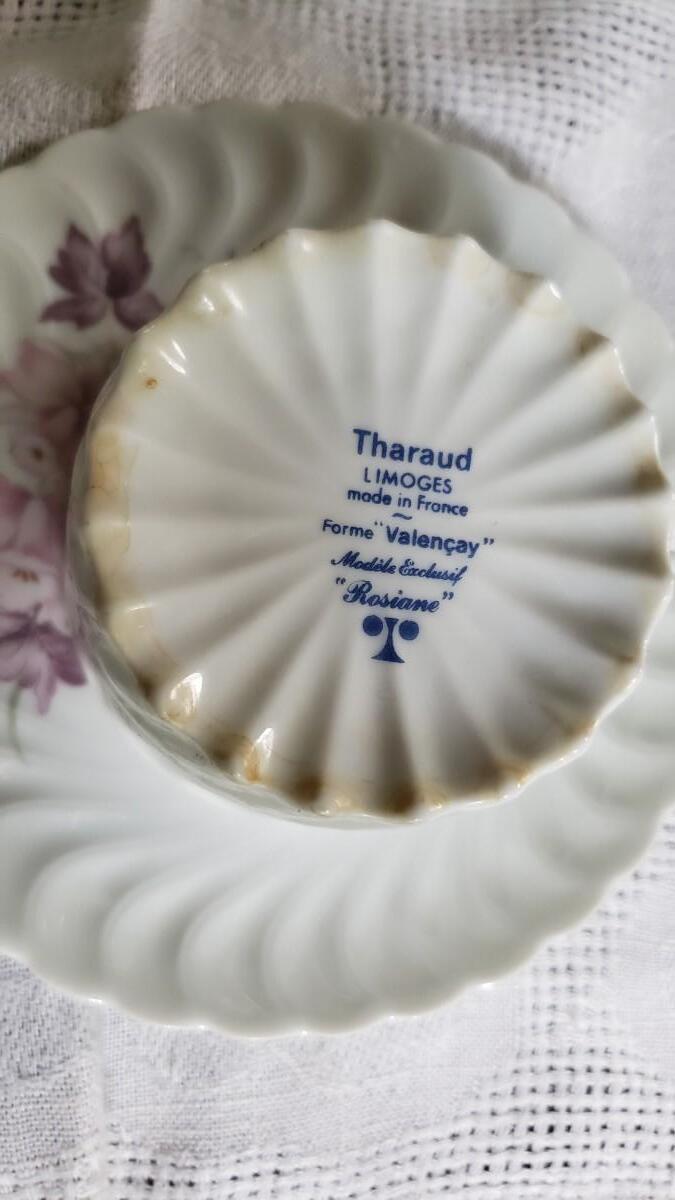 Tharaud
LIMOGES
made in France
~
Forme "Valençay"
Modèle Exclusif
"Rosiane"